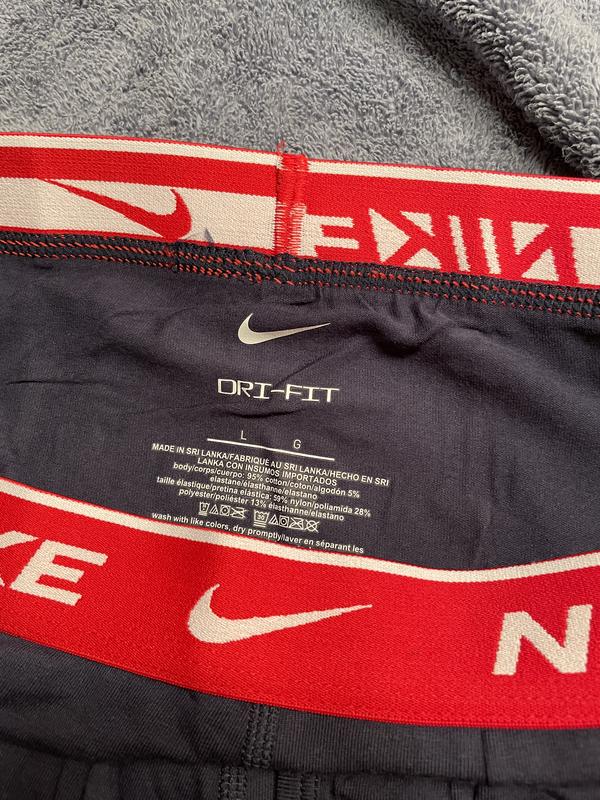 NIKE
DRI-FIT
L G
MADE IN SRI LANKA/FABRIQUÉ AU SRI LANKA/HECHO EN SRI
LANKA CON INSUMOS IMPORTADOS
body/corps/cuerpo: 95% cotton/coton/algodón 5%
elastane/élasthanne/elastano
taille élastique/pretina elástica: 59% nylon/poliamida 28%
polyester/poliéster 13% élasthanne/elastano
wash with like colors, dry promptly/laver en séparant les
KE N